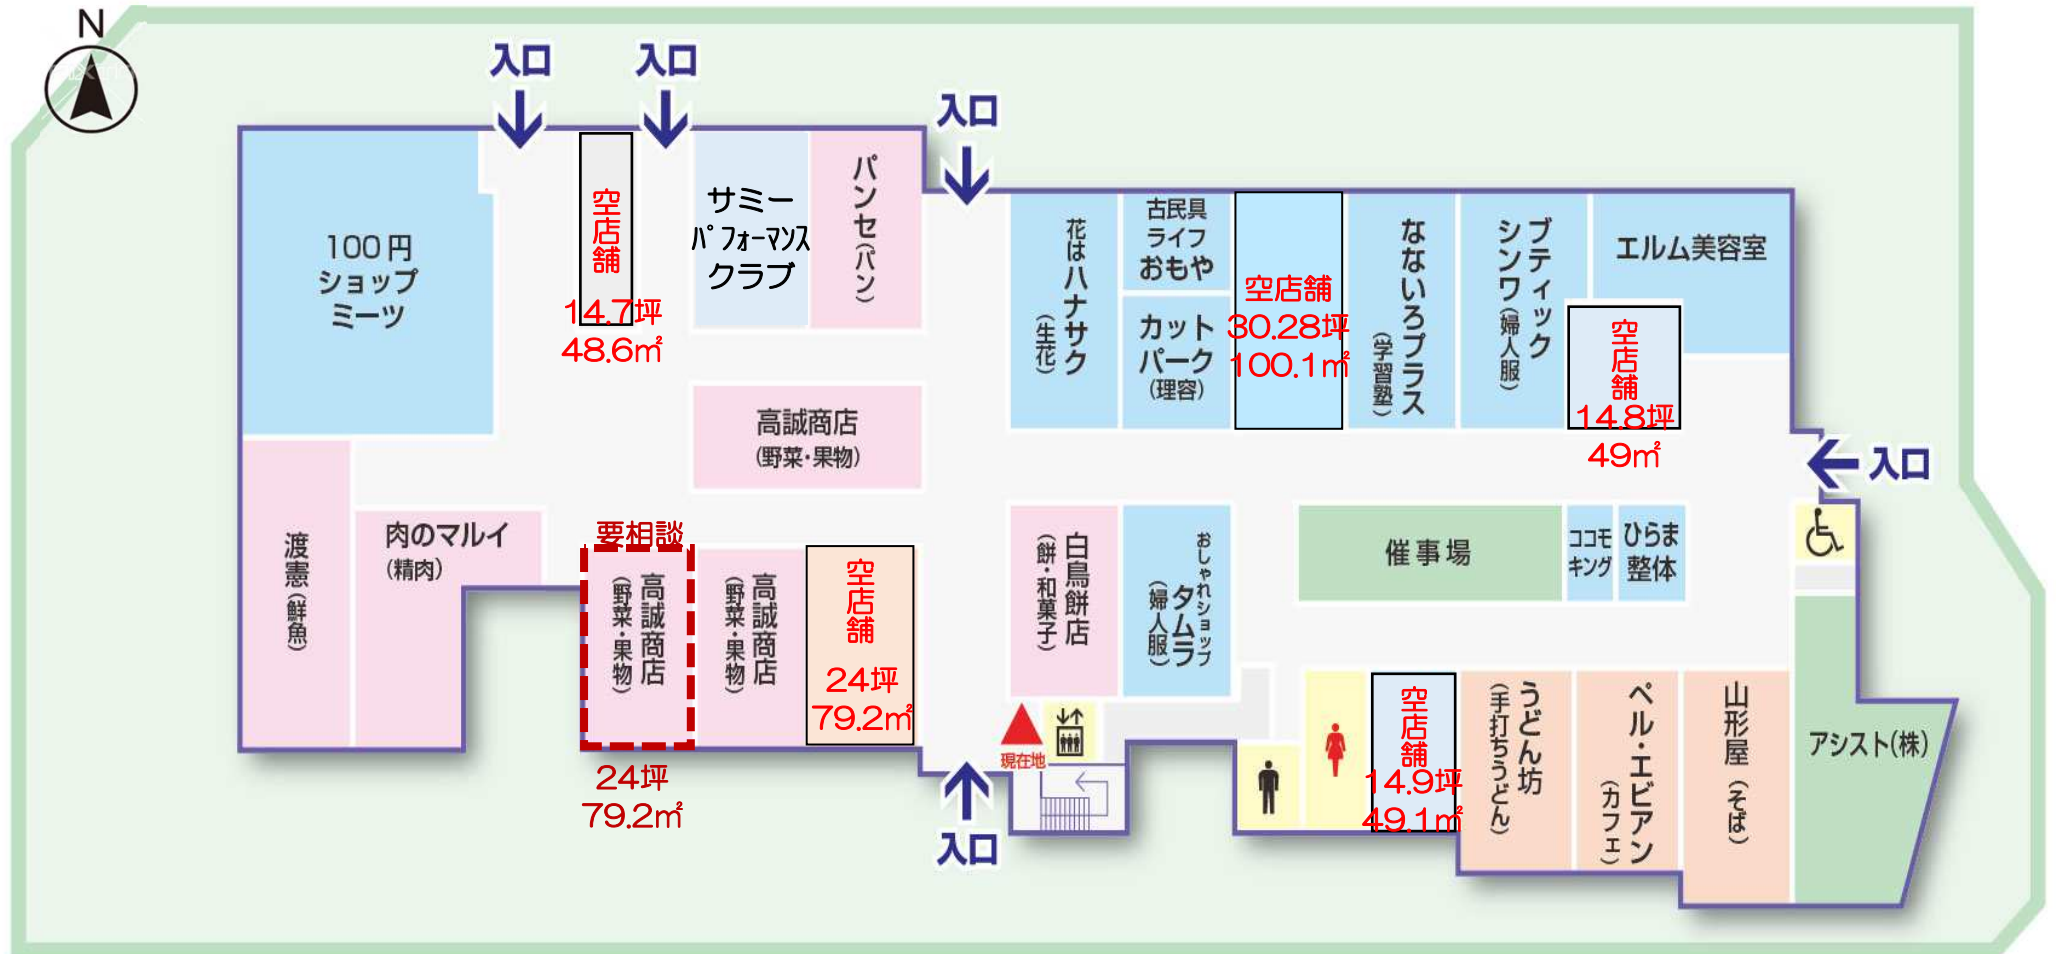 N
入口
入口
入口
100円
ショップ
ミーツ
空店舗
14.7坪
48.6㎡
サミー
パフォーマンス
クラブ
パンセ(パン)
花はハナサク
(生花)
古民具
ライフ
おもや
カット
パーク
(理容)
空店舗
30.28坪
100.1㎡
なないろプラス
(学習塾)
ブティック
シンワ(婦人服)
エルム美容室
空店舗
14.8坪
49㎡
高誠商店
(野菜・果物)
入口
渡憲(鮮魚)
肉のマルイ
(精肉)
要相談
高誠商店
(野菜・果物)
24坪
79.2㎡
高誠商店
(野菜・果物)
空店舗
24坪
79.2㎡
白鳥餅店
(餅・和菓子)
おしゃれショップ
タムラ
(婦人服)
催事場
ココモ
キング
ひらま
整体
現在地
入口
空店舗
14.9坪
49.1㎡
うどん坊
(手打ちうどん)
ベル・エビアン
(カフェ)
山形屋(そば)
アシスト(株)